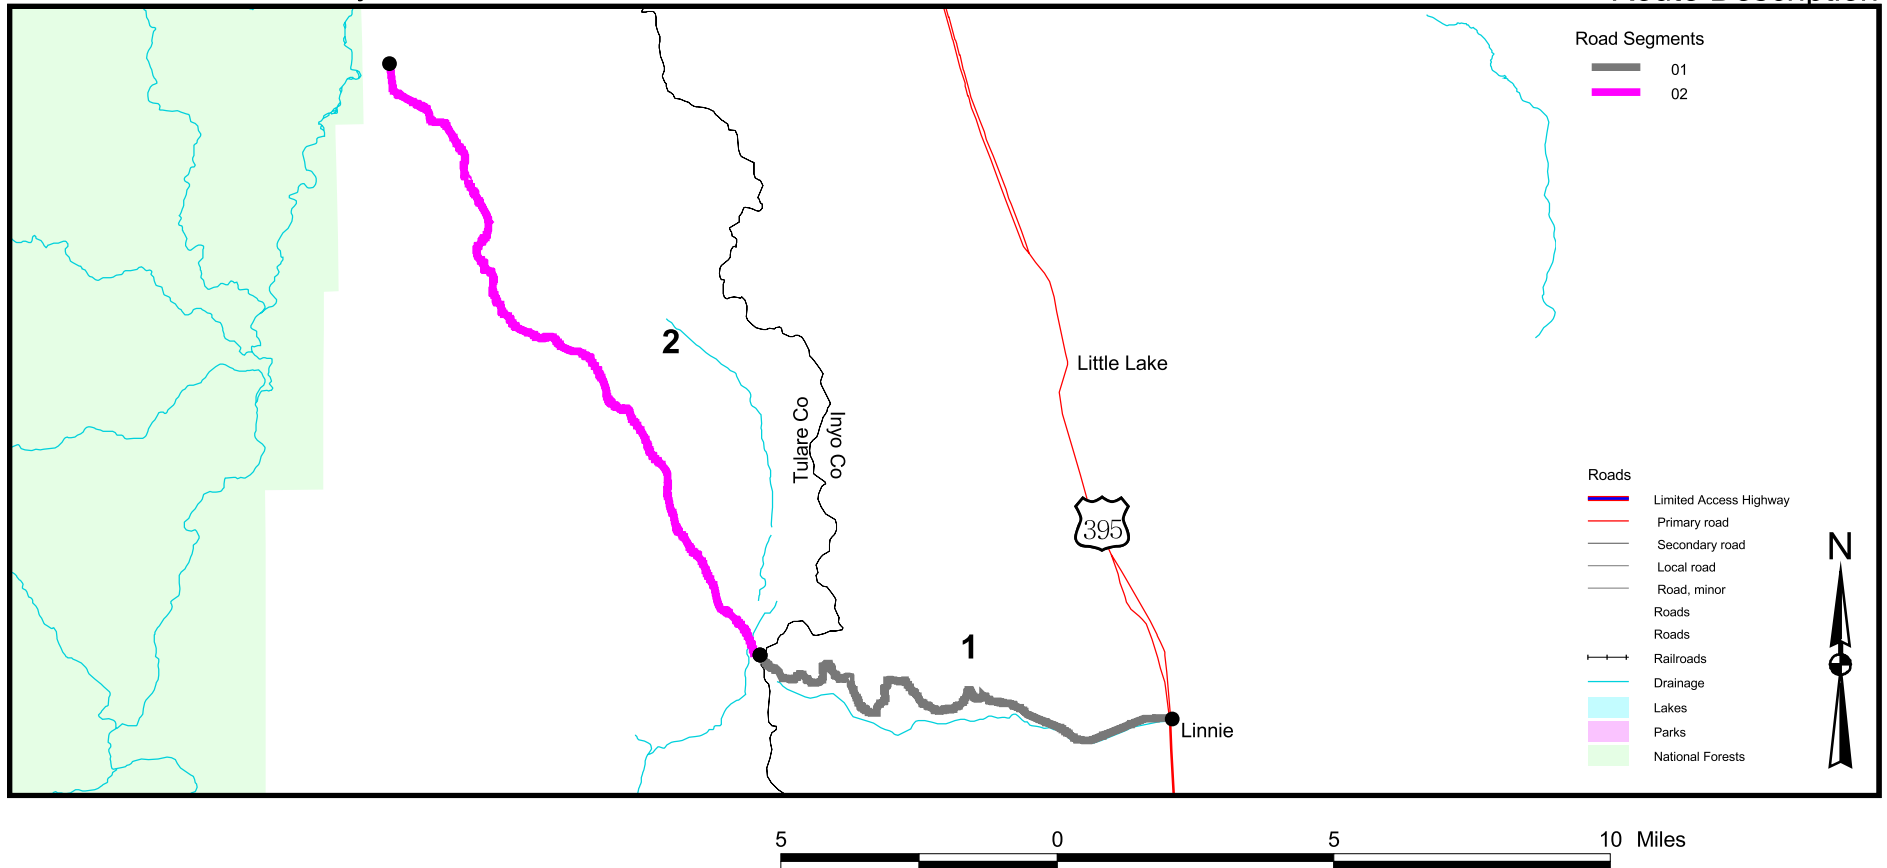 Road Segments
01
02
2
Little Lake
Tulare Co
Inyo Co
395
1
Linnie
Roads
Limited Access Highway
Primary road
Secondary road
Local road
Road, minor
Roads
Roads
Railroads
Drainage
Lakes
Parks
National Forests
N
5 0 5 10 Miles